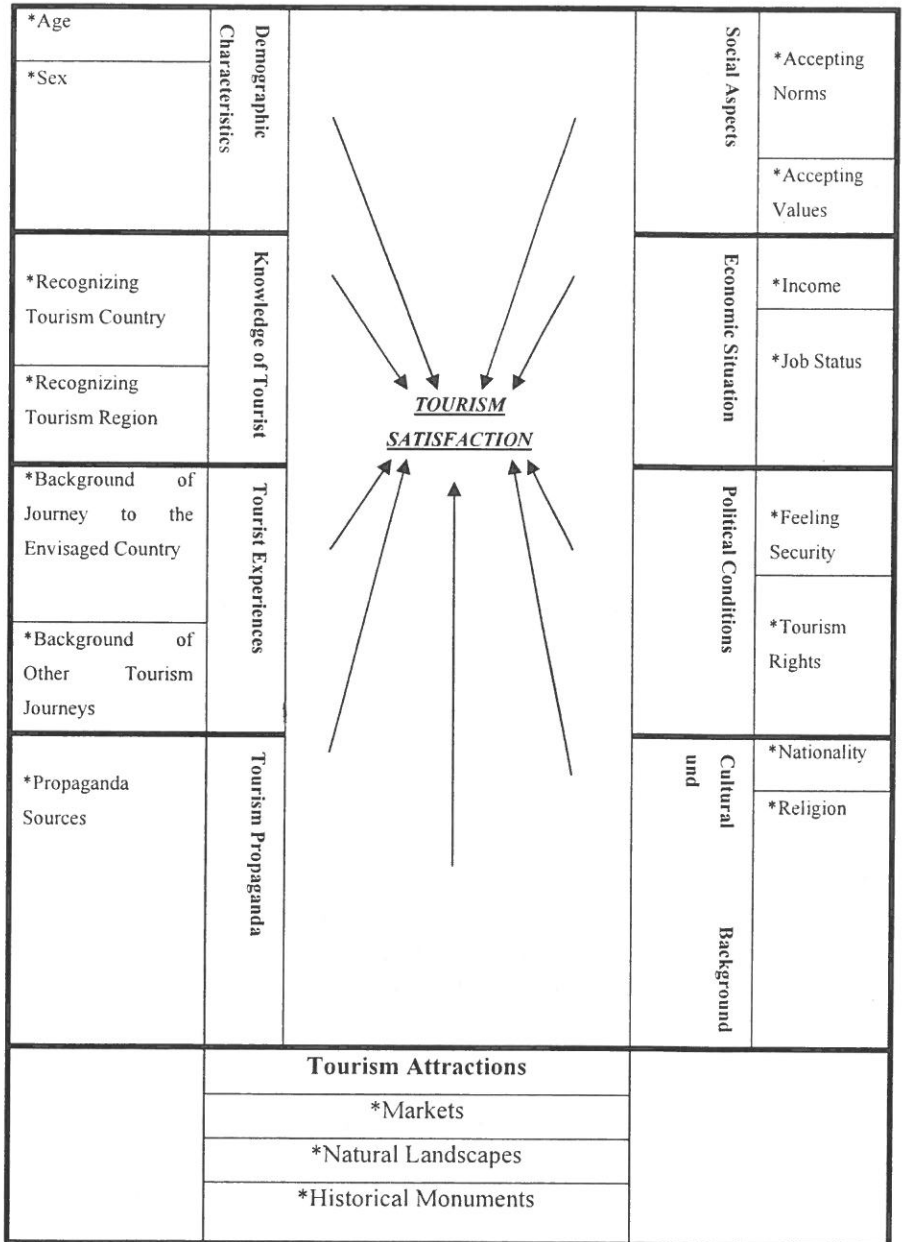 *Age
*Sex
Demographic
Characteristics
*Recognizing
Tourism Country
*Recognizing
Tourism Region
Knowledge of Tourist
*Background of
Journey to the
Envisaged Country
*Background of
Other Tourism
Journeys
Tourist Experiences
*Propaganda
Sources
Tourism Propaganda
TOURISM
SATISFACTION
Social Aspects
*Accepting
Norms
*Accepting
Values
Economic Situation
*Income
*Job Status
Political Conditions
*Feeling
Security
*Tourism
Rights
Cultural Background
und
*Nationality
*Religion
Tourism Attractions
*Markets
*Natural Landscapes
*Historical Monuments